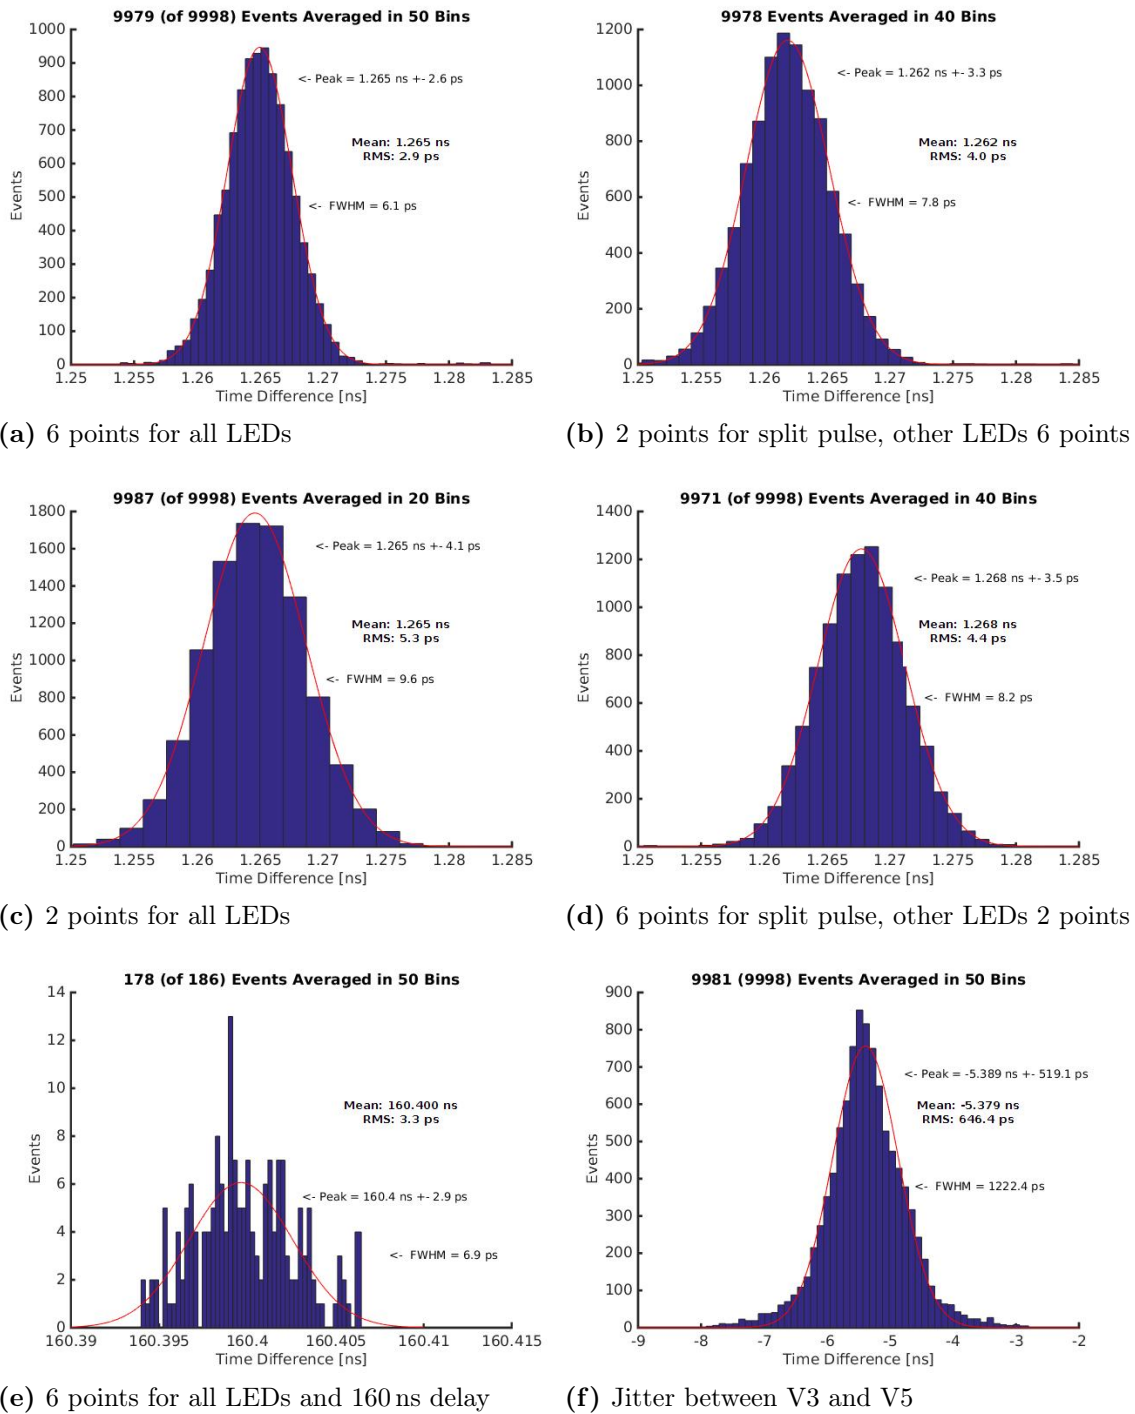 9979 (of 9998) Events Averaged in 50 Bins
1000
900
800
700
600
500
400
300
200
100
0
Events
<- Peak = 1.265 ns +- 2.6 ps
Mean: 1.265 ns
RMS: 2.9 ps
<- FWHM = 6.1 ps
1.25 1.255 1.26 1.265 1.27 1.275 1.28 1.285
Time Difference [ns]
(a) 6 points for all LEDs
9978 Events Averaged in 40 Bins
1200
1000
800
600
400
200
0
Events
<- Peak = 1.262 ns +- 3.3 ps
Mean: 1.262 ns
RMS: 4.0 ps
<- FWHM = 7.8 ps
1.25 1.255 1.26 1.265 1.27 1.275 1.28 1.285
Time Difference [ns]
(b) 2 points for split pulse, other LEDs 6 points
9987 (of 9998) Events Averaged in 20 Bins
1800
1600
1400
1200
1000
800
600
400
200
0
Events
<- Peak = 1.265 ns +- 4.1 ps
Mean: 1.265 ns
RMS: 5.3 ps
<- FWHM = 9.6 ps
1.25 1.255 1.26 1.265 1.27 1.275 1.28 1.285
Time Difference [ns]
(c) 2 points for all LEDs
9971 (of 9998) Events Averaged in 40 Bins
1400
1200
1000
800
600
400
200
0
Events
<- Peak = 1.268 ns +- 3.5 ps
Mean: 1.268 ns
RMS: 4.4 ps
<- FWHM = 8.2 ps
1.25 1.255 1.26 1.265 1.27 1.275 1.28 1.285
Time Difference [ns]
(d) 6 points for split pulse, other LEDs 2 points
178 (of 186) Events Averaged in 50 Bins
14
12
10
8
6
4
2
0
Events
Mean: 160.400 ns
RMS: 3.3 ps
<- Peak = 160.4 ns +- 2.9 ps
<- FWHM = 6.9 ps
160.39 160.395 160.4 160.405 160.41 160.415
Time Difference [ns]
(e) 6 points for all LEDs and 160 ns delay
9981 (9998) Events Averaged in 50 Bins
900
800
700
600
500
400
300
200
100
0
Events
<- Peak = -5.389 ns +- 519.1 ps
Mean: -5.379 ns
RMS: 646.4 ps
<- FWHM = 1222.4 ps
-9 -8 -7 -6 -5 -4 -3 -2
Time Difference [ns]
(f) Jitter between V3 and V5